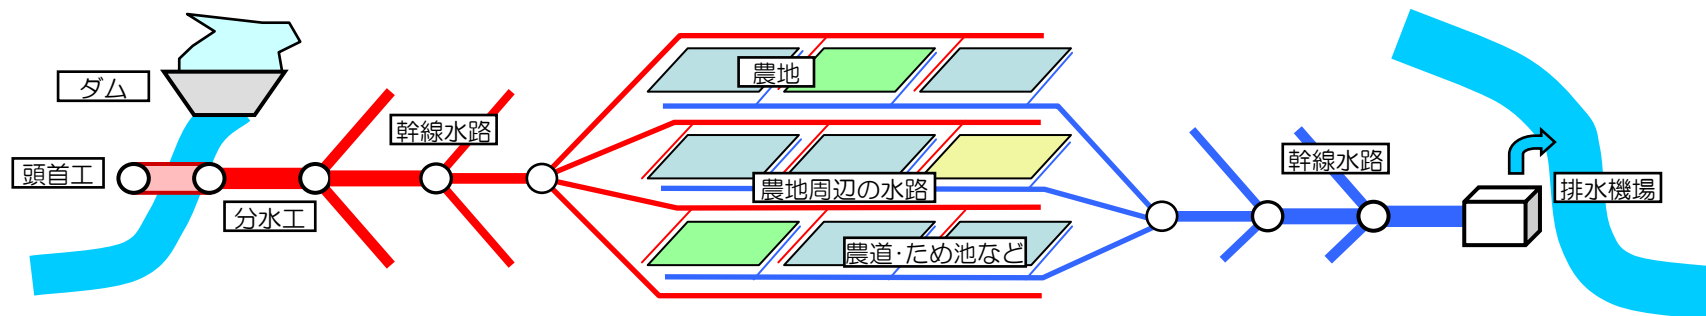 ダム
頭首工
分水工
幹線水路
農地
農地周辺の水路
農道･ため池など
幹線水路
排水機場